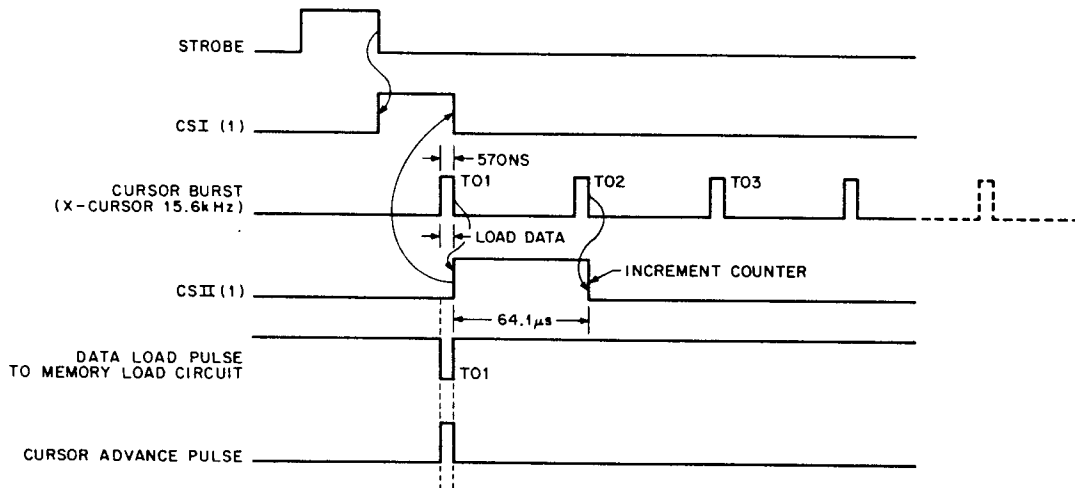 STROBE
CSI (1)
570NS
CURSOR BURST
(X-CURSOR 15.6kHz)
TO1
TO2
TO3
LOAD DATA
INCREMENT COUNTER
CSII (1)
64.1µs
DATA LOAD PULSE
TO MEMORY LOAD CIRCUIT
TO1
CURSOR ADVANCE PULSE